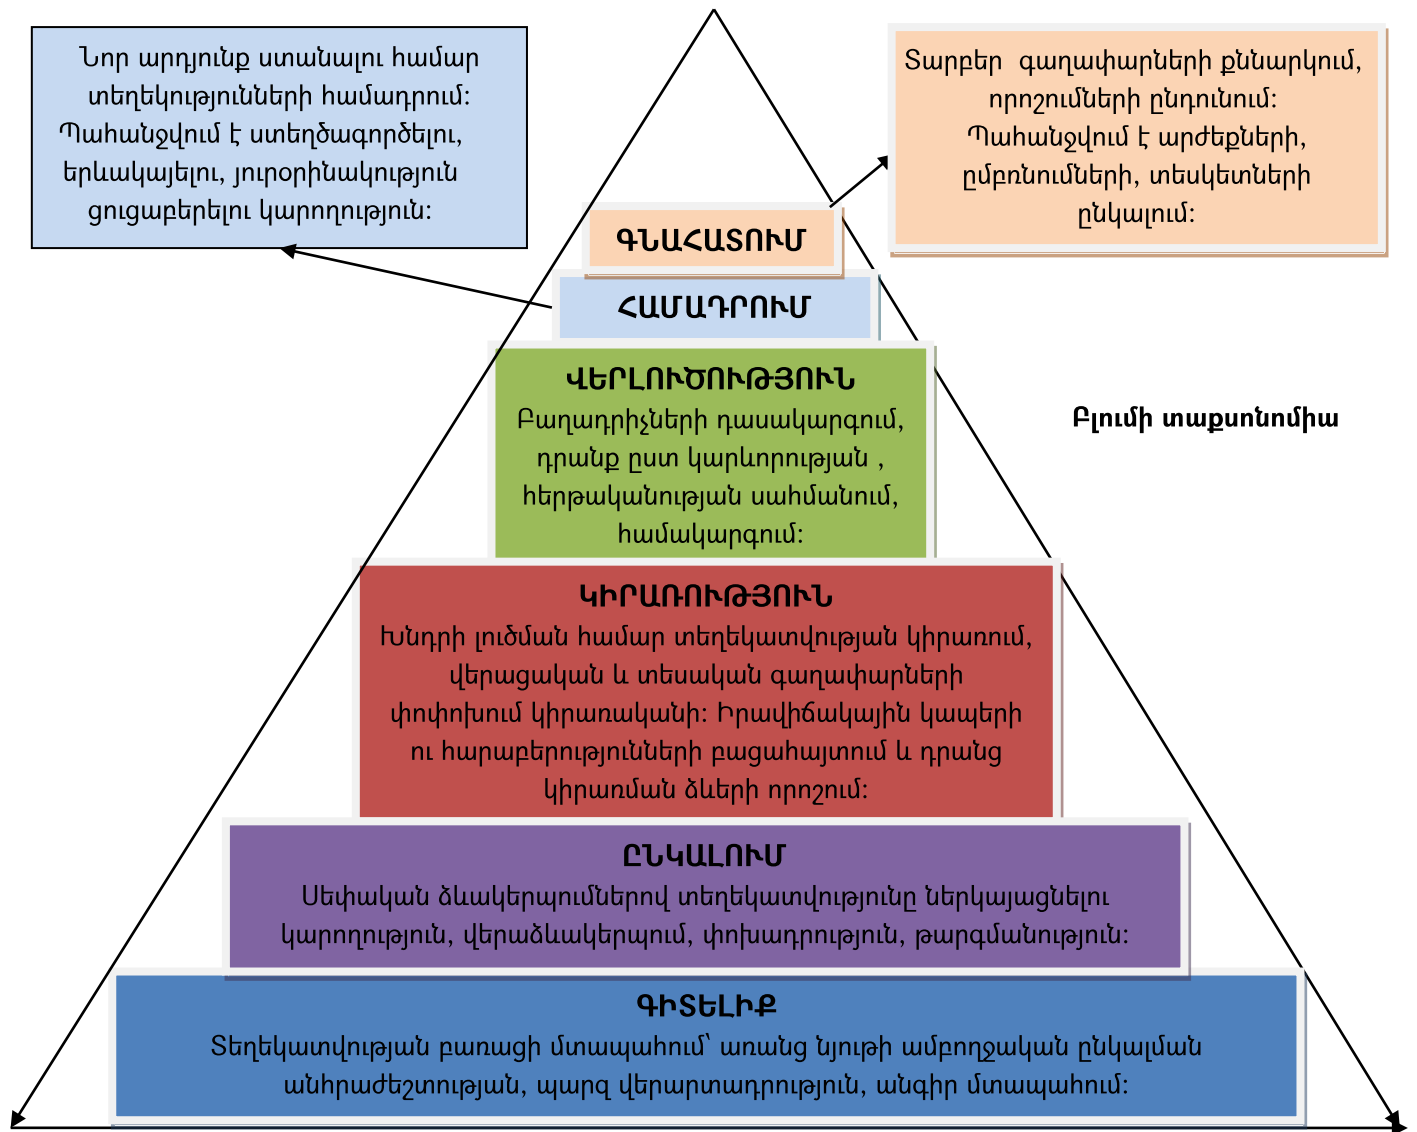 Նոր արդյունք ստանալու համար
տեղեկությունների համադրում:
Պահանջվում է ստեղծագործելու,
երևակայելու, յուրօրինակություն
ցուցաբերելու կարողություն:
Տարբեր գաղափարների քննարկում,
որոշումների ընդունում:
Պահանջվում է արժեքների,
ըմբռնումների, տեսկետների
ընկալում:
ԳՆԱՀԱՏՈՒՄ
ՀԱՄԱԴՐՈՒՄ
ՎԵՐԼՈՒԾՈՒԹՅՈՒՆ
Բաղադրիչների դասակարգում,
դրանք ըստ կարևորության ,
հերթականության սահմանում,
համակարգում:
Բլումի տաքսոնոմիա
ԿԻՐԱՌՈՒԹՅՈՒՆ
Խնդրի լուծման համար տեղեկատվության կիրառում,
վերացական և տեսական գաղափարների
փոփոխում կիրառականի: Իրավիճակային կապերի
ու հարաբերությունների բացահայտում և դրանց
կիրառման ձևերի որոշում:
ԸՆԿԱԼՈՒՄ
Սեփական ձևակերպումներով տեղեկատվությունը ներկայացնելու
կարողություն, վերաձևակերպում, փոխադրություն, թարգմանություն:
ԳԻՏԵԼԻՔ
Տեղեկատվության բառացի մտապահում՝ առանց նյութի ամբողջական ընկալման
անհրաժեշտության, պարզ վերարտադրություն, անգիր մտապահում: